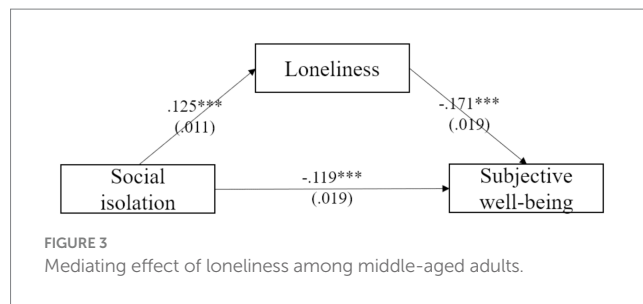 Loneliness
.125***
(.011)
-.171***
(.019)
Social
isolation
-.119***
(.019)
Subjective
well-being
FIGURE 3
Mediating effect of loneliness among middle-aged adults.